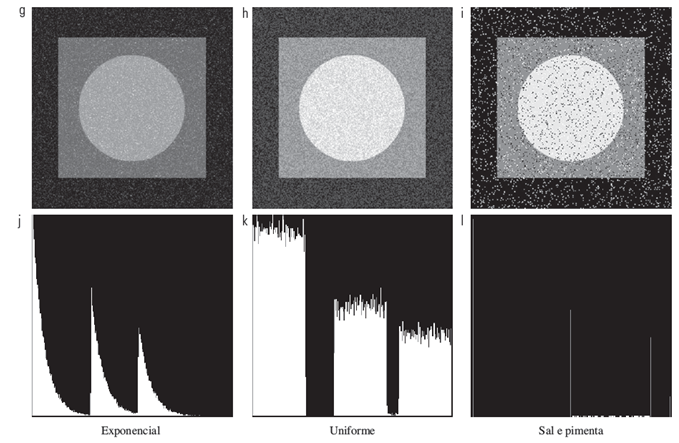 g
h
i
j
k
l
Exponencial
Uniforme
Sal e pimenta